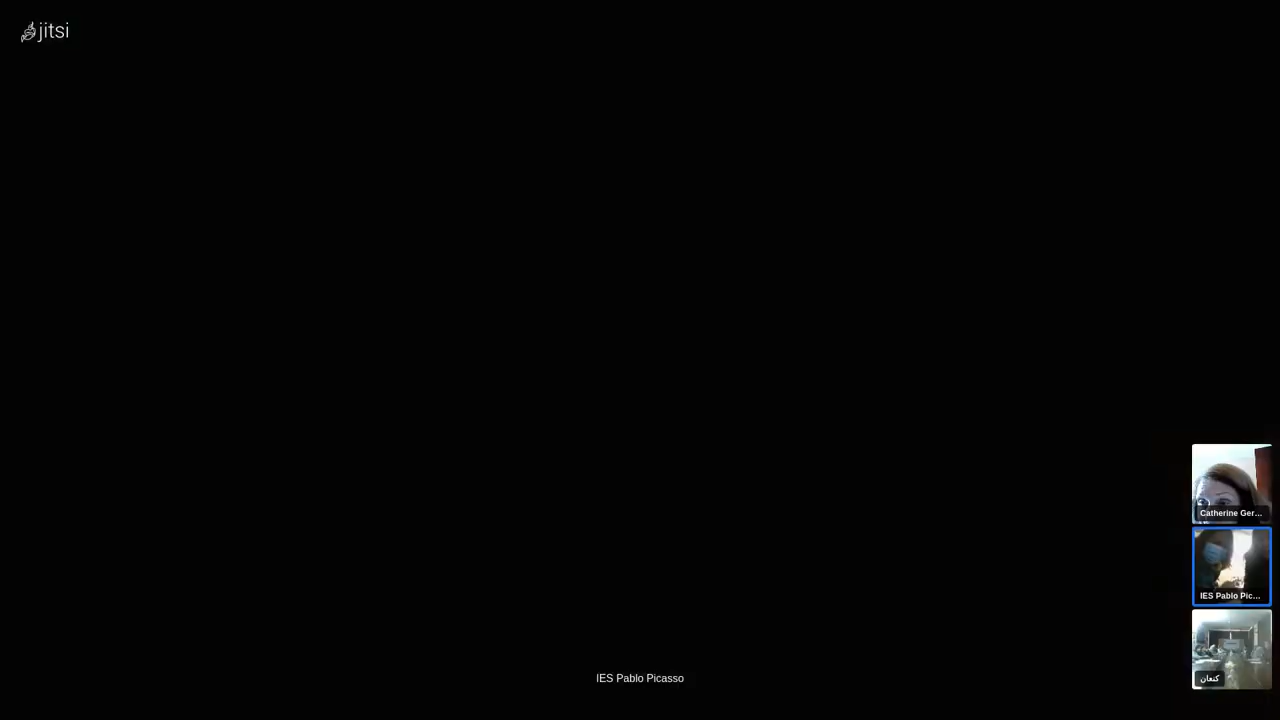 jitsi
Catherine Ger...
IES Pablo Pic...
كنعان
IES Pablo Picasso